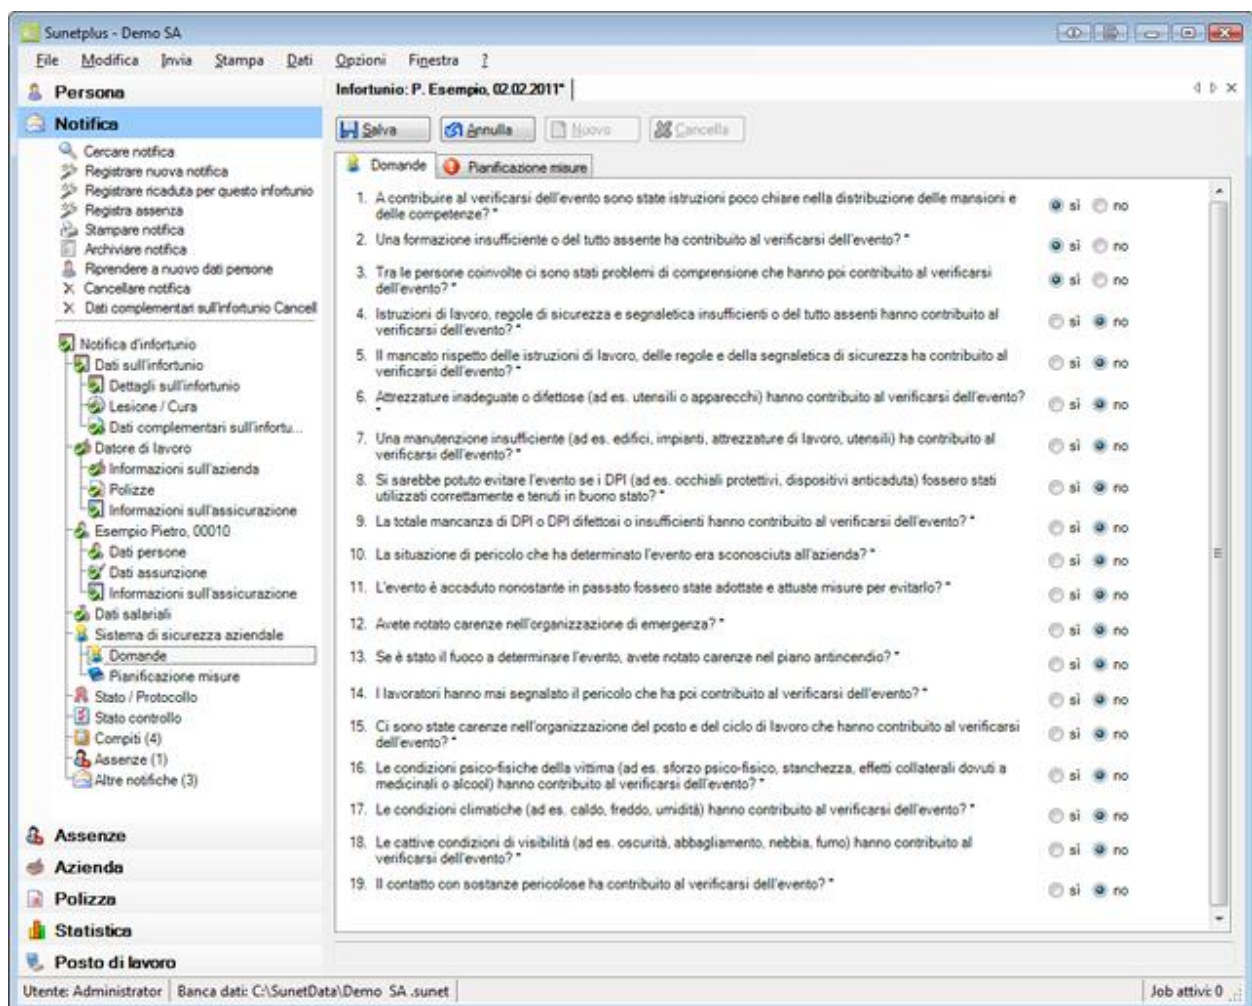 Sunetplus - Demo SA
File Modifica Invia Stampa Dati Opzioni Finestra ?
Persona
Notifica
Cercare notifica
Registrare nuova notifica
Registrare ricaduta per questo infortunio
Registra assenza
Stampare notifica
Archiviare notifica
Riprendere a nuovo dati persone
Cancellare notifica
Dati complementari sull'infortunio Cancell
Notifica d'infortunio
Dati sull'infortunio
Dettagli sull'infortunio
Lesione / Cura
Dati complementari sull'infortu...
Datore di lavoro
Informazioni sull'azienda
Polizze
Informazioni sull'assicurazione
Esempio Pietro, 00010
Dati persone
Dati assunzione
Informazioni sull'assicurazione
Dati salariali
Sistema di sicurezza aziendale
Domande
Pianificazione misure
Stato / Protocollo
Stato controllo
Compiti (4)
Assenze (1)
Altre notifiche (3)
Assenze
Azienda
Polizza
Statistica
Posto di lavoro
Infortunio: P. Esempio, 02.02.2011*
Salva Annulla Nuovo Cancella
Domande Pianificazione misure
1. A contribuire al verificarsi dell'evento sono state istruzioni poco chiare nella distribuzione delle mansioni e
delle competenze? *
sì no
2. Una formazione insufficiente o del tutto assente ha contribuito al verificarsi dell'evento? *
sì no
3. Tra le persone coinvolte ci sono stati problemi di comprensione che hanno poi contribuito al verificarsi
dell'evento? *
sì no
4. Istruzioni di lavoro, regole di sicurezza e segnaletica insufficienti o del tutto assenti hanno contribuito al
verificarsi dell'evento? *
sì no
5. Il mancato rispetto delle istruzioni di lavoro, delle regole e della segnaletica di sicurezza ha contribuito al
verificarsi dell'evento? *
sì no
6. Attrezzature inadeguate o difettose (ad es. utensili o apparecchi) hanno contribuito al verificarsi dell'evento?
*
sì no
7. Una manutenzione insufficiente (ad es. edifici, impianti, attrezzature di lavoro, utensili) ha contribuito al
verificarsi dell'evento? *
sì no
8. Si sarebbe potuto evitare l'evento se i DPI (ad es. occhiali protettivi, dispositivi anticaduta) fossero stati
utilizzati correttamente e tenuti in buono stato? *
sì no
9. La totale mancanza di DPI o DPI difettosi o insufficienti hanno contribuito al verificarsi dell'evento? *
sì no
10. La situazione di pericolo che ha determinato l'evento era sconosciuta all'azienda? *
sì no
11. L'evento è accaduto nonostante in passato fossero state adottate e attuate misure per evitarlo? *
sì no
12. Avete notato carenze nell'organizzazione di emergenza? *
sì no
13. Se è stato il fuoco a determinare l'evento, avete notato carenze nel piano antincendio? *
sì no
14. I lavoratori hanno mai segnalato il pericolo che ha poi contribuito al verificarsi dell'evento? *
sì no
15. Ci sono state carenze nell'organizzazione del posto e del ciclo di lavoro che hanno contribuito al verificarsi
dell'evento? *
sì no
16. Le condizioni psico-fisiche della vittima (ad es. sforzo psico-fisico, stanchezza, effetti collaterali dovuti a
medicinali o alcool) hanno contribuito al verificarsi dell'evento? *
sì no
17. Le condizioni climatiche (ad es. caldo, freddo, umidità) hanno contribuito al verificarsi dell'evento? *
sì no
18. Le cattive condizioni di visibilità (ad es. oscurità, abbagliamento, nebbia, fumo) hanno contribuito al
verificarsi dell'evento? *
sì no
19. Il contatto con sostanze pericolose ha contribuito al verificarsi dell'evento? *
sì no
Utente: Administrator Banca dati: C:\SunetData\Demo SA .sunet Job attivi: 0